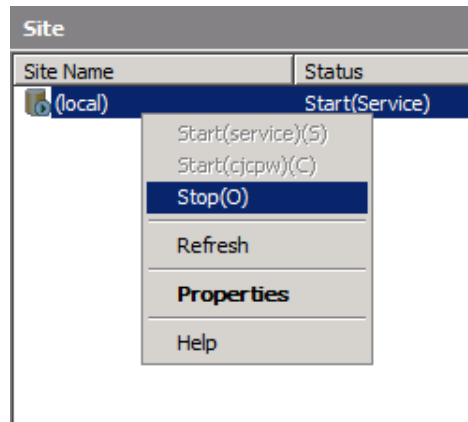 Site
Site Name Status
(local) Start(Service)
Start(service)(S)
Start(cjcpw)(C)
Stop(O)
Refresh
Properties
Help